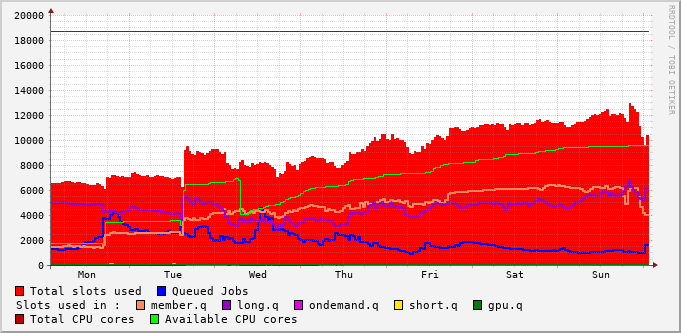 RRDTOOL / TOBI OETIKER
20000
18000
16000
14000
12000
10000
8000
6000
4000
2000
0
Mon Tue Wed Thu Fri Sat Sun
Total slots used Queued Jobs
Slots used in : member.q long.q ondemand.q short.q gpu.q
Total CPU cores Available CPU cores